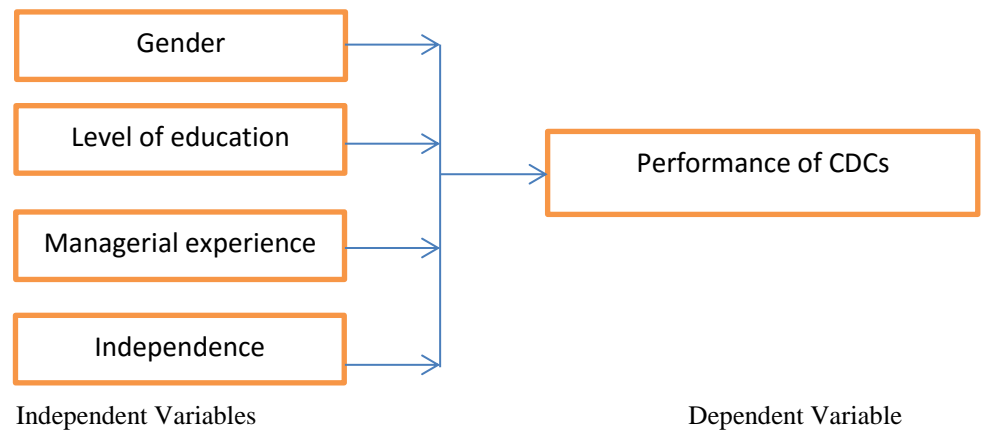 Gender
Level of education
Managerial experience
Independence
Performance of CDCs
Independent Variables
Dependent Variable